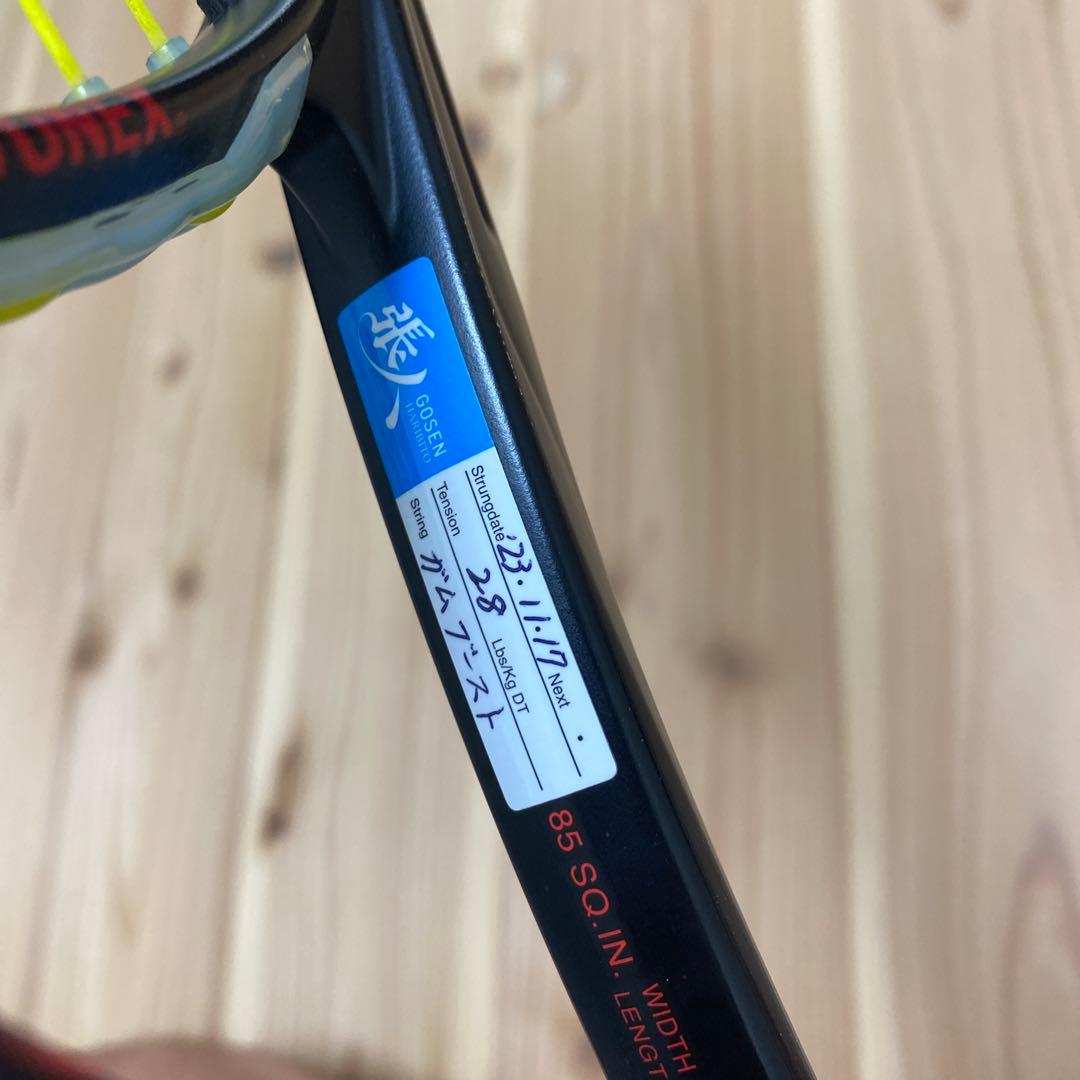 YONEX
張人
GOSEN
HARIBITO
Strungdate '23.11.17 Next .
Tension 28 Lbs/Kg DT
String ガムブースト
85 SQ.IN.
WIDTH
LENGT